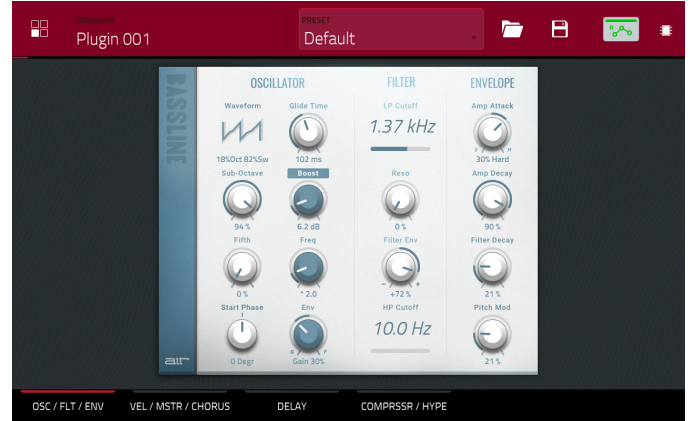 PROGRAM
Plugin 001
PRESET
Default
BASSLINE
OSCILLATOR
FILTER
ENVELOPE
Waveform
Glide Time
LP Cutoff
Amp Attack
1.37 kHz
S H
18%Oct 82%Sw
102 ms
30% Hard
Sub-Octave
Boost
Reso
Amp Decay
94 %
6.2 dB
0 %
90 %
Fifth
Freq
Filter Env
Filter Decay
− +
0 %
* 2.0
+72 %
21 %
Start Phase
Env
HP Cutoff
Pitch Mod
10.0 Hz
0 Degr
Gain 30%
21 %
air
OSC / FLT / ENV
VEL / MSTR / CHORUS
DELAY
COMPRSSR / HYPE